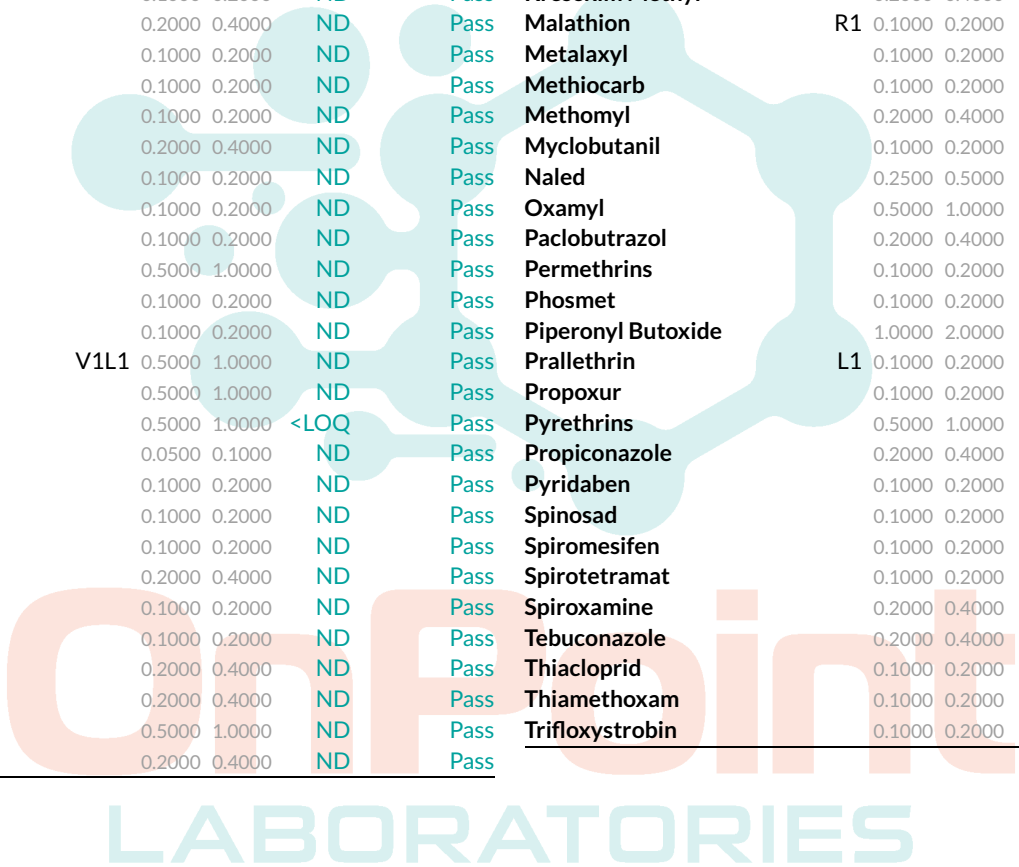 0.2000 0.4000 ND Pass Malathion R1 0.1000 0.2000
0.1000 0.2000 ND Pass Metalaxyl 0.1000 0.2000
0.1000 0.2000 ND Pass Methiocarb 0.1000 0.2000
0.1000 0.2000 ND Pass Methomyl 0.2000 0.4000
0.2000 0.4000 ND Pass Myclobutanil 0.1000 0.2000
0.1000 0.2000 ND Pass Naled 0.2500 0.5000
0.1000 0.2000 ND Pass Oxamyl 0.5000 1.0000
0.1000 0.2000 ND Pass Paclobutrazol 0.2000 0.4000
0.5000 1.0000 ND Pass Permethrins 0.1000 0.2000
0.1000 0.2000 ND Pass Phosmet 0.1000 0.2000
0.1000 0.2000 ND Pass Piperonyl Butoxide 1.0000 2.0000
V1L1 0.5000 1.0000 ND Pass Prallethrin L1 0.1000 0.2000
0.5000 1.0000 ND Pass Propoxur 0.1000 0.2000
0.5000 1.0000 <LOQ Pass Pyrethrins 0.5000 1.0000
0.0500 0.1000 ND Pass Propiconazole 0.2000 0.4000
0.1000 0.2000 ND Pass Pyridaben 0.1000 0.2000
0.1000 0.2000 ND Pass Spinosad 0.1000 0.2000
0.1000 0.2000 ND Pass Spiromesifen 0.1000 0.2000
0.2000 0.4000 ND Pass Spirotetramat 0.1000 0.2000
0.1000 0.2000 ND Pass Spiroxamine 0.2000 0.4000
0.1000 0.2000 ND Pass Tebuconazole 0.2000 0.4000
0.2000 0.4000 ND Pass Thiacloprid 0.1000 0.2000
0.2000 0.4000 ND Pass Thiamethoxam 0.1000 0.2000
0.5000 1.0000 ND Pass Trifloxystrobin 0.1000 0.2000
0.2000 0.4000 ND Pass
OnPoint
LABORATORIES